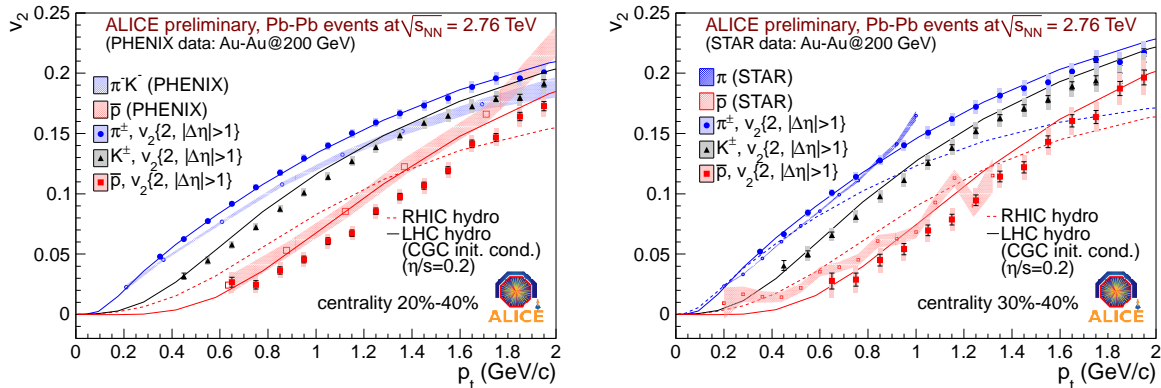 ALICE preliminary, Pb-Pb events at √s_NN = 2.76 TeV
(PHENIX data: Au-Au@200 GeV)
v₂
0.25
0.2
0.15
0.1
0.05
0
π⁻K⁻ (PHENIX)
p̅ (PHENIX)
π±, v₂{2, |Δη|>1}
K±, v₂{2, |Δη|>1}
p̅, v₂{2, |Δη|>1}
RHIC hydro
LHC hydro
(CGC init. cond.)
(η/s=0.2)
centrality 20%-40%
ALICE
0 0.2 0.4 0.6 0.8 1 1.2 1.4 1.6 1.8 2
p_t (GeV/c)
ALICE preliminary, Pb-Pb events at √s_NN = 2.76 TeV
(STAR data: Au-Au@200 GeV)
v₂
0.25
0.2
0.15
0.1
0.05
0
π (STAR)
p̅ (STAR)
π±, v₂{2, |Δη|>1}
K±, v₂{2, |Δη|>1}
p̅, v₂{2, |Δη|>1}
RHIC hydro
LHC hydro
(CGC init. cond.)
(η/s=0.2)
centrality 30%-40%
ALICE
0 0.2 0.4 0.6 0.8 1 1.2 1.4 1.6 1.8 2
p_t (GeV/c)